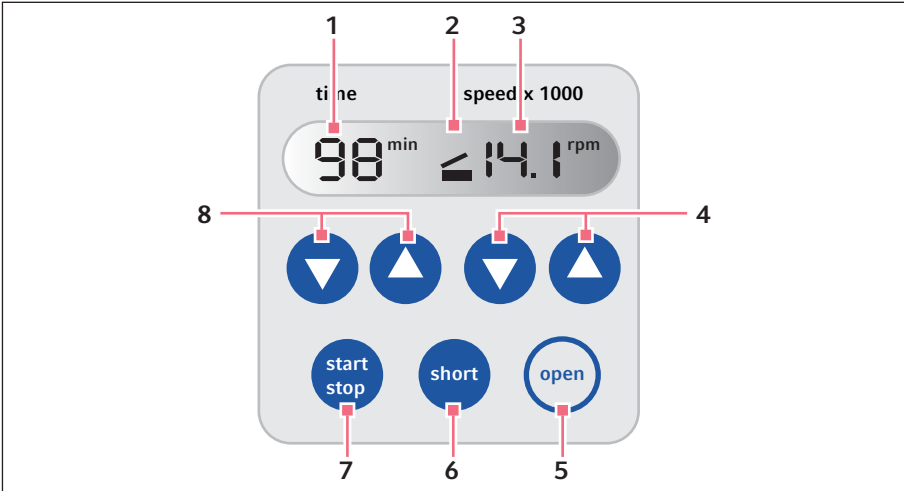 1 2 3
time speed x 1000
98 min 14.1 rpm
8 4
start
stop
short
open
7 6 5